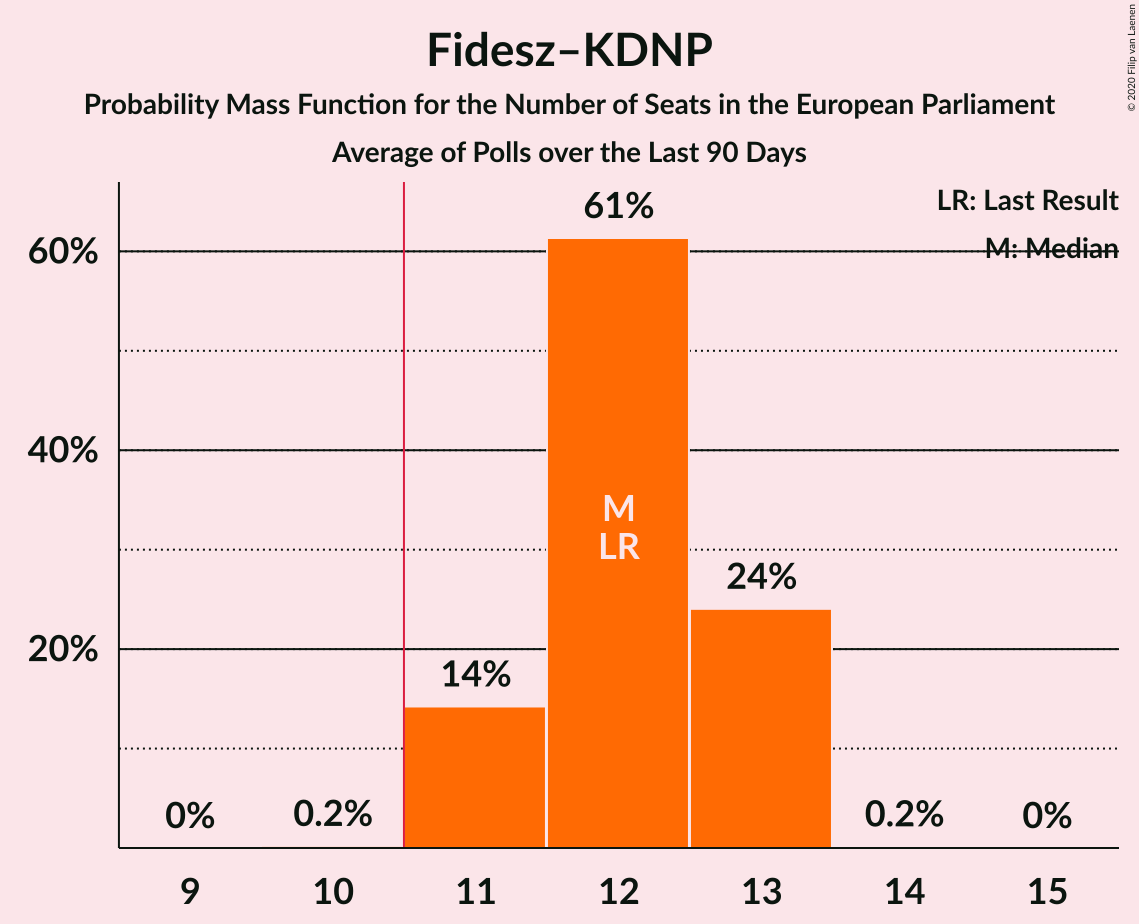 Fidesz–KDNP
Probability Mass Function for the Number of Seats in the European Parliament
Average of Polls over the Last 90 Days
© 2020 Filip van Laenen
LR: Last Result
M: Median
60%
40%
20%
0%
0.2%
14%
61%
M
LR
24%
0.2%
0%
9 10 11 12 13 14 15